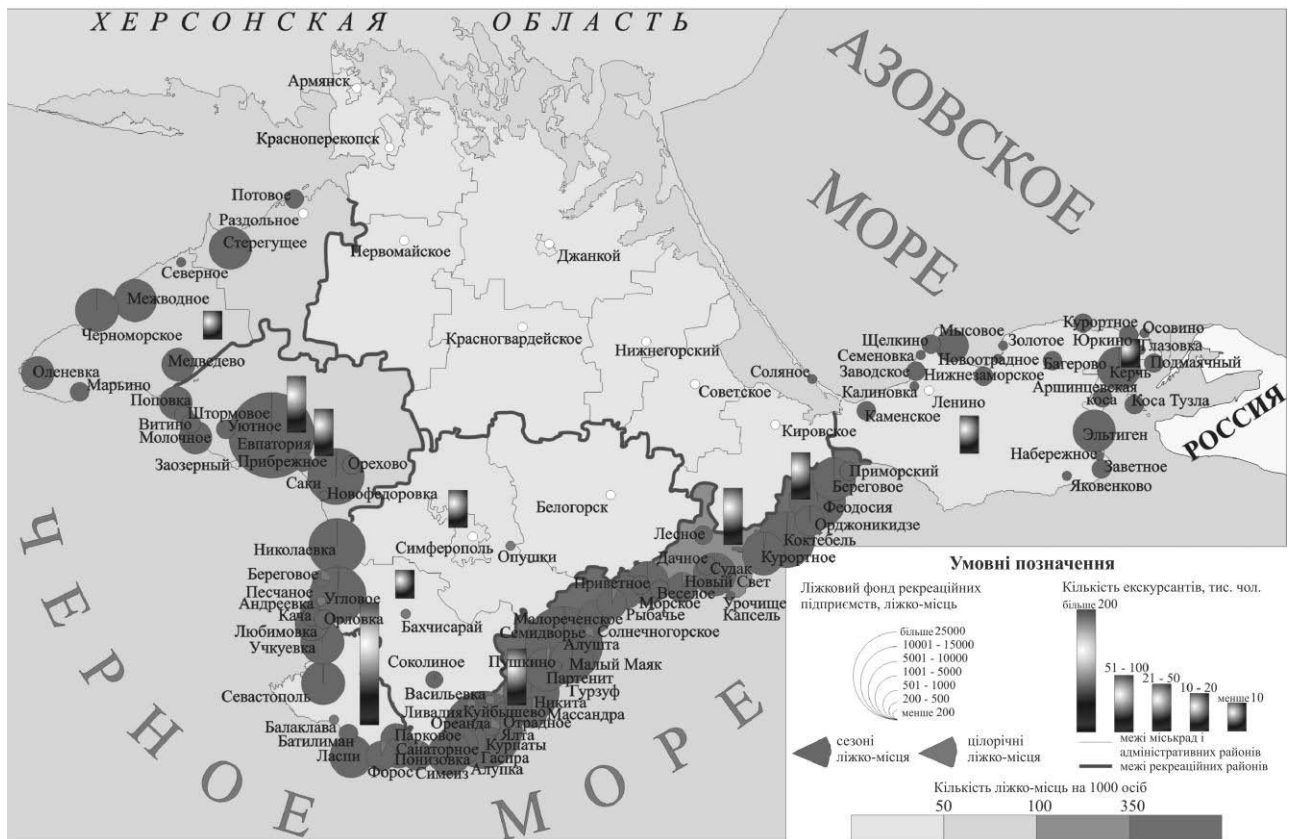 ХЕРСОНСКАЯ ОБЛАСТЬ
АЗОВСКОЕ
МОРЕ
ЧЕРНОЕ МОРЕ
РОССИЯ
Армянск
Красноперекопск
Потовое
Раздольное
Стерегущее
Северное
Межводное
Черноморское
Медведево
Оленевка
Марьино
Поповка
Штормовое
Витино
Уютное
Молочное
Евпатория
Заозерный
Прибрежное
Орехово
Саки
Новофедоровка
Первомайское
Джанкой
Красногвардейское
Нижнегорский
Советское
Соляное
Кировское
Белогорск
Симферополь
Опушки
Николаевка
Береговое
Песчаное
Угловое
Андреевка
Кача
Орловка
Любимовка
Учкуевка
Бахчисарай
Соколиное
Севастополь
Васильевка
Балаклава
Батилиман
Ласпи
Ливадия
Куйбышево
Ореанда
Отрадное
Парковое
Ялта
Санаторное
Курпаты
Понизовка
Гаспра
Форос
Симеиз
Алупка
Пушкино
Никита
Массандра
Гурзуф
Партенит
Малый Маяк
Алушта
Семидворье
Солнечногорское
Малореченское
Рыбачье
Приветное
Морское
Веселое
Дачное
Лесное
Новый Свет
Судак
Урочище
Капсель
Курортное
Коктебель
Орджоникидзе
Феодосия
Береговое
Приморский
Щелкино
Мысовое
Золотое
Семеновка
Новоотрадное
Заводское
Нижнезаморское
Калиновка
Ленино
Каменское
Курортное
Осовино
Юркино
Глазовка
Багерово
Подмаячный
Керчь
Аршинцевская
коса
Коса Тузла
Эльтиген
Набережное
Заветное
Яковенково
Умовні позначення
Ліжковий фонд рекреаційних
підприємств, ліжко-місць
більше 25000
10001 - 15000
5001 - 10000
1001 - 5000
501 - 1000
200 - 500
менше 200
сезоні
ліжко-місця
цілорічні
ліжко-місця
Кількість екскурсантів, тис. чол.
більше 200
51 - 100
21 - 50
10 - 20
менше 10
межі міськрад і
адміністративних районів
межі рекреаційних районів
Кількість ліжко-місць на 1000 осіб
50 100 350